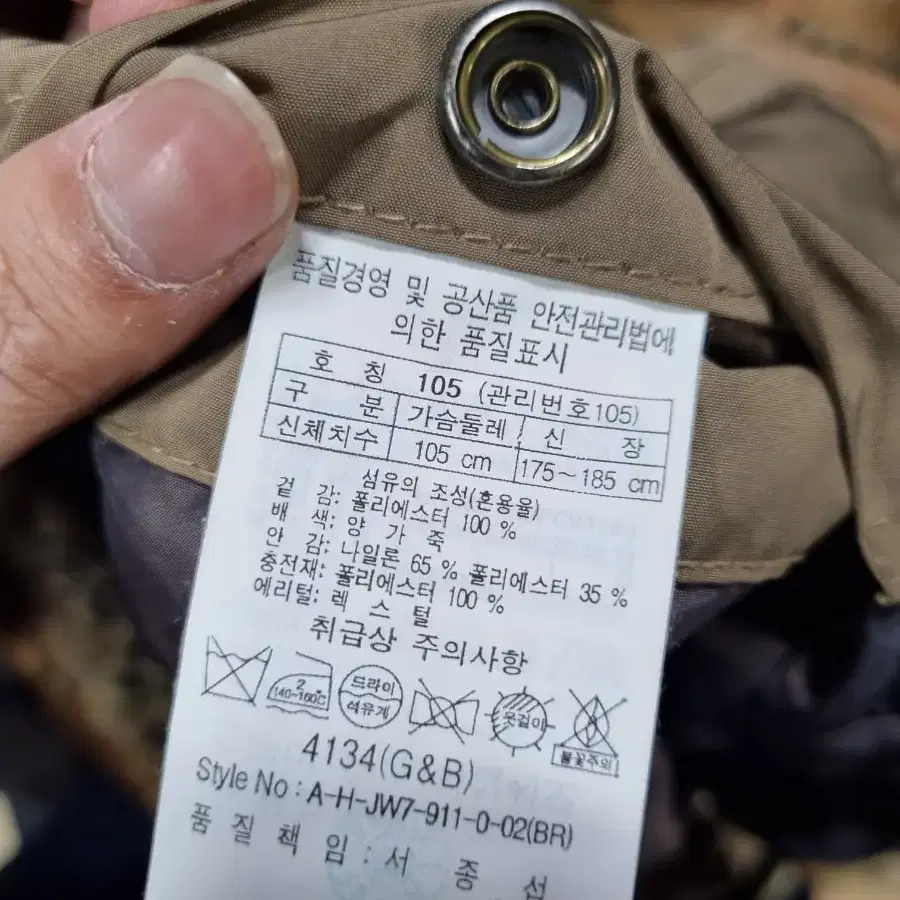 품질경영 및 공산품 안전관리법에
의한 품질표시
호 칭 105 (관리번호105)
구 분 가슴둘레 신 장
신체치수 105 cm 175~185 cm
섬유의 조성(혼용율)
겉 감: 폴리에스터 100 %
배 색: 양 가 죽
안 감: 나일론 65 % 폴리에스터 35 %
충전재: 폴리에스터 100 %
에리털: 렉 스 털
취급상 주의사항
2 140~160℃ 드라이 석유계 옷걸이 불꽃주의
4134(G&B)
Style No : A-H-JW7-911-0-02(BR)
품 질 책 임 : 서 종 섭